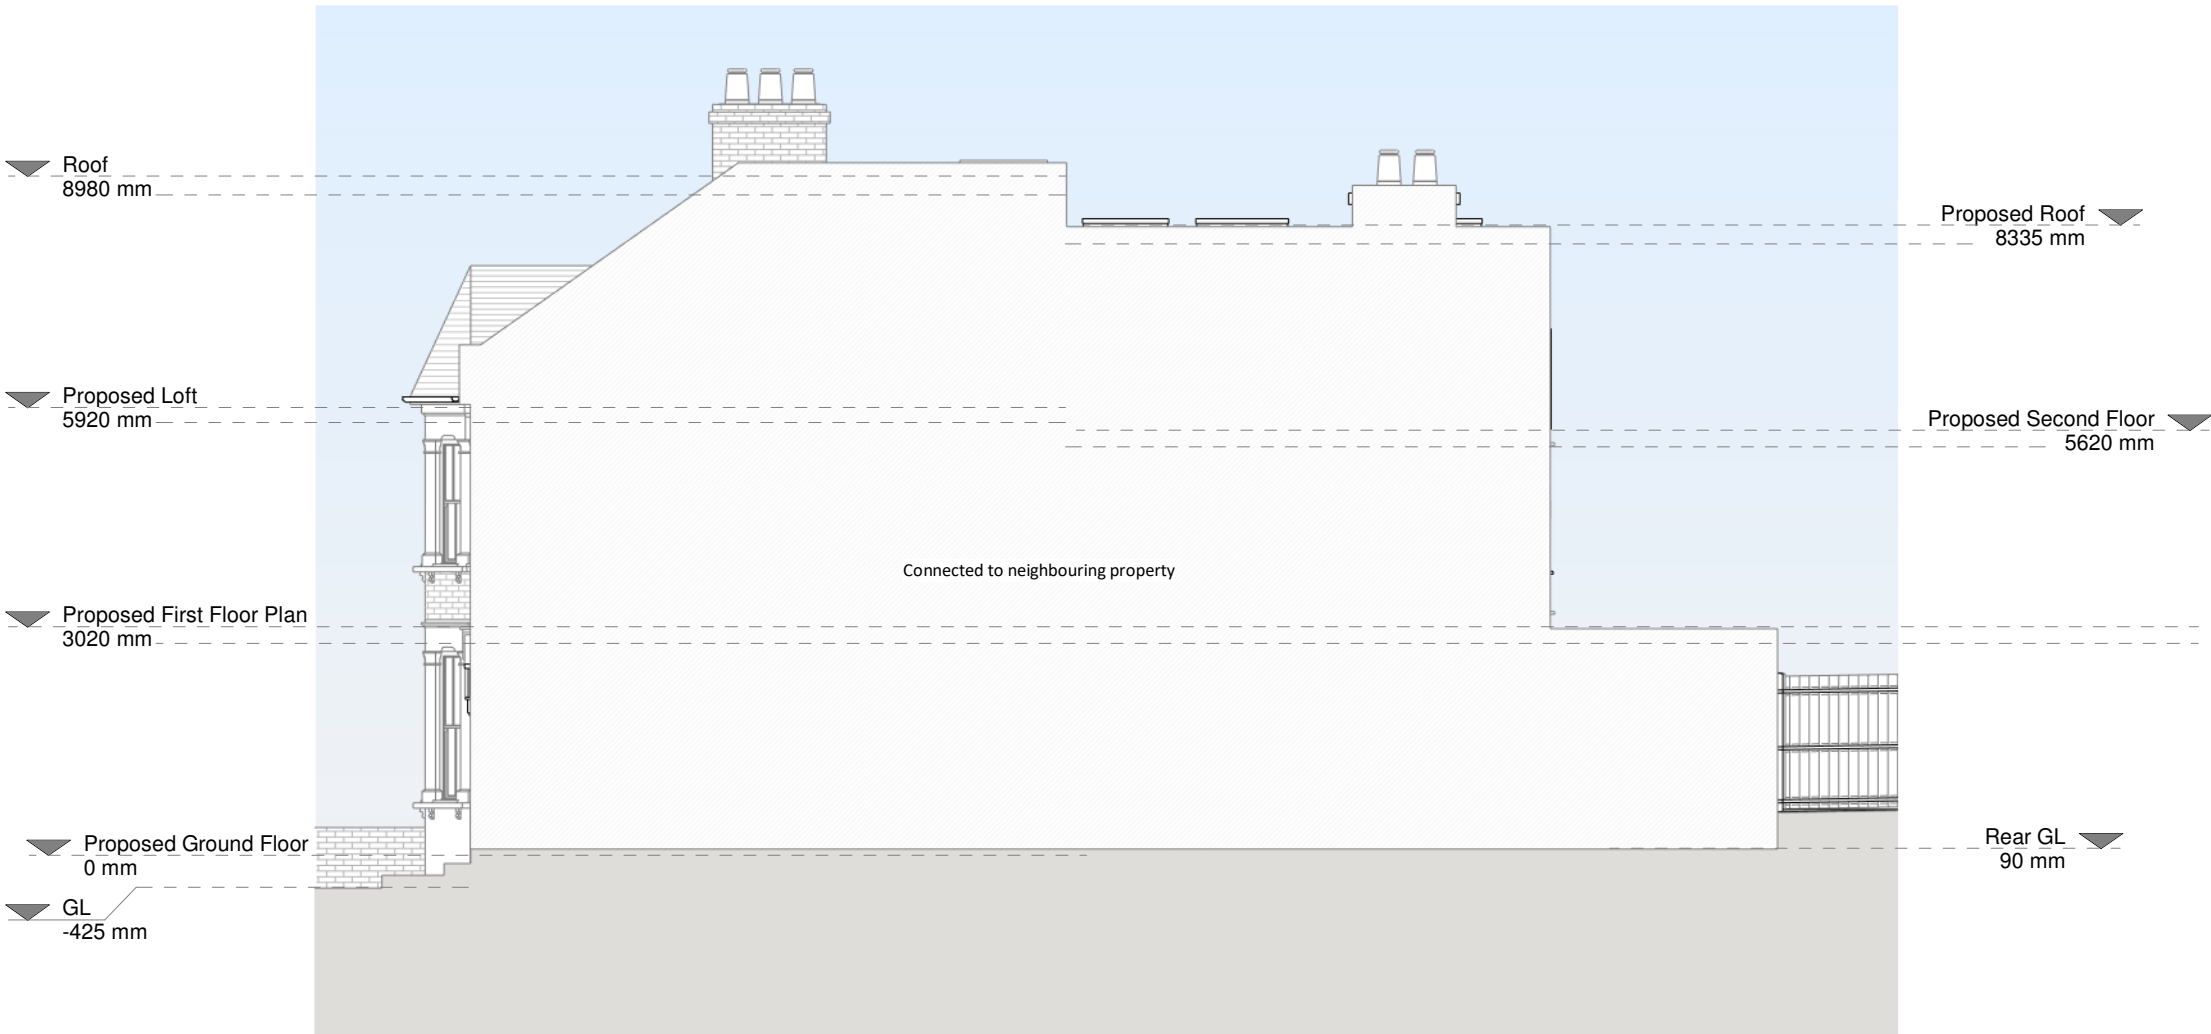 Roof
8980 mm
Proposed Roof
8335 mm
Proposed Loft
5920 mm
Proposed Second Floor
5620 mm
Connected to neighbouring property
Proposed First Floor Plan
3020 mm
Proposed Ground Floor
0 mm
Rear GL
90 mm
GL
-425 mm